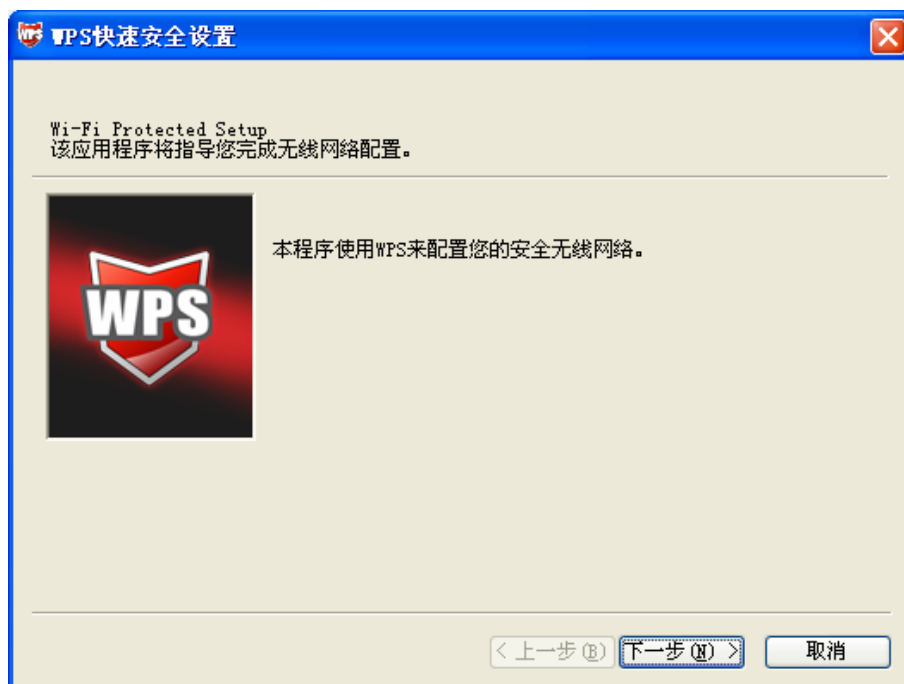 WPS快速安全设置
Wi-Fi Protected Setup
该应用程序将指导您完成无线网络配置。
WPS
本程序使用WPS来配置您的安全无线网络。
< 上一步(B)
下一步(N) >
取消